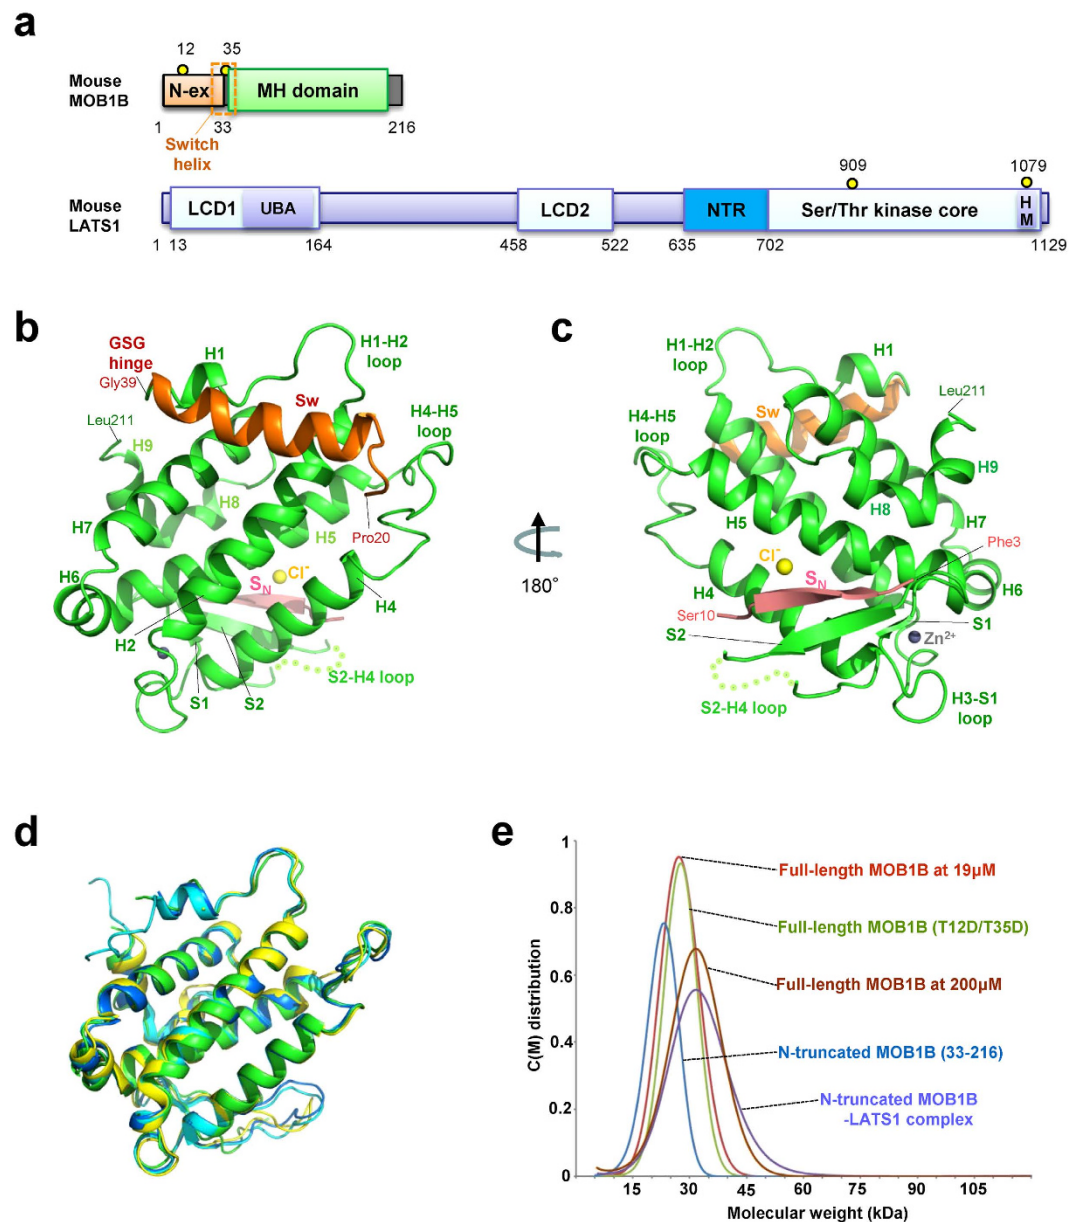 a
12 35
Mouse
MOB1B
N-ex MH domain
1 33 216
Switch
helix
909 1079
Mouse
LATS1
LCD1 UBA LCD2 NTR Ser/Thr kinase core H
M
1 13 164 458 522 635 702 1129
b
GSG
hinge
Gly39
H1
H1-H2
loop
Sw
H4-H5
loop
Leu211
H9
H8
H7
H5
Pro20
H6
SN
Cl-
H4
H2
S2-H4 loop
S1 S2
180°
c
H1-H2
loop
H1
Sw
Leu211
H4-H5
loop
H9
H8
H5
H7
Phe3
Cl-
H4
SN
H6
Ser10
S2
S1
Zn2+
S2-H4 loop
H3-S1
loop
d
e
1
Full-length MOB1B at 19μM
0.8
Full-length MOB1B (T12D/T35D)
0.6
Full-length MOB1B at 200μM
C(M) distribution
0.4
N-truncated MOB1B (33-216)
N-truncated MOB1B
-LATS1 complex
0.2
0
15 30 45 60 75 90 105
Molecular weight (kDa)